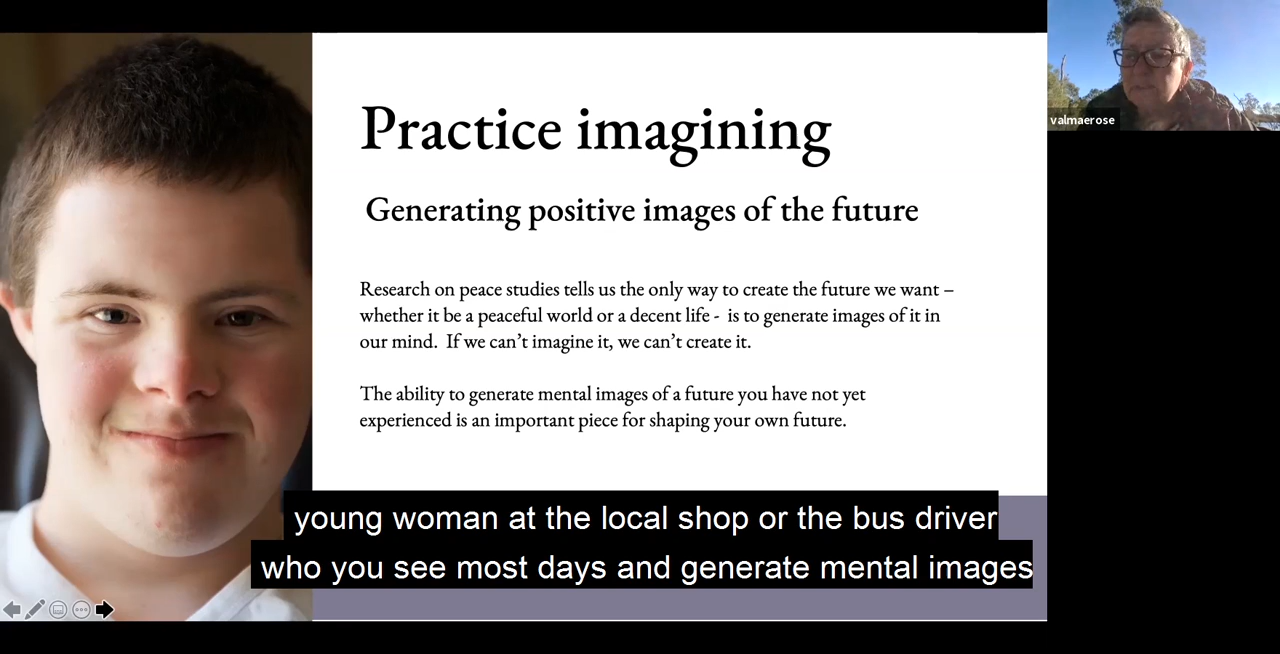 Practice imagining
Generating positive images of the future
Research on peace studies tells us the only way to create the future we want –
whether it be a peaceful world or a decent life -  is to generate images of it in
our mind.  If we can’t imagine it, we can’t create it.
The ability to generate mental images of a future you have not yet
experienced is an important piece for shaping your own future.
young woman at the local shop or the bus driver
who you see most days and generate mental images
valmaerose